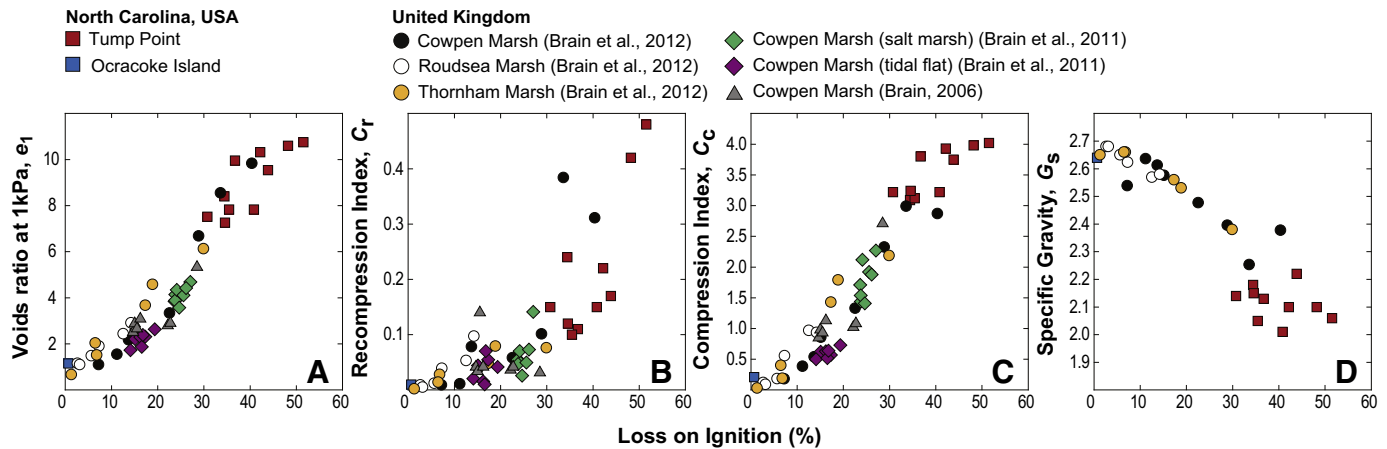 North Carolina, USA
Tump Point
Ocracoke Island
United Kingdom
Cowpen Marsh (Brain et al., 2012)
Roudsea Marsh (Brain et al., 2012)
Thornham Marsh (Brain et al., 2012)
Cowpen Marsh (salt marsh) (Brain et al., 2011)
Cowpen Marsh (tidal flat) (Brain et al., 2011)
Cowpen Marsh (Brain, 2006)
Voids ratio at 1kPa, e1
10
8
6
4
2
0
0 10 20 30 40 50 60
A
Recompression Index, Cr
0.4
0.3
0.2
0.1
0 10 20 30 40 50 60
B
Compression Index, Cc
4.0
3.5
3.0
2.5
2.0
1.5
1.0
0.5
0 10 20 30 40 50 60
C
Specific Gravity, Gs
2.7
2.6
2.5
2.4
2.3
2.2
2.1
2.0
1.9
0 10 20 30 40 50 60
D
Loss on Ignition (%)